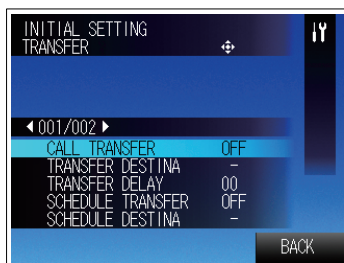 INITIAL SETTING
TRANSFER
001/002
CALL TRANSFER OFF
TRANSFER DESTINA -
TRANSFER DELAY 00
SCHEDULE TRANSFER OFF
SCHEDULE DESTINA -
BACK